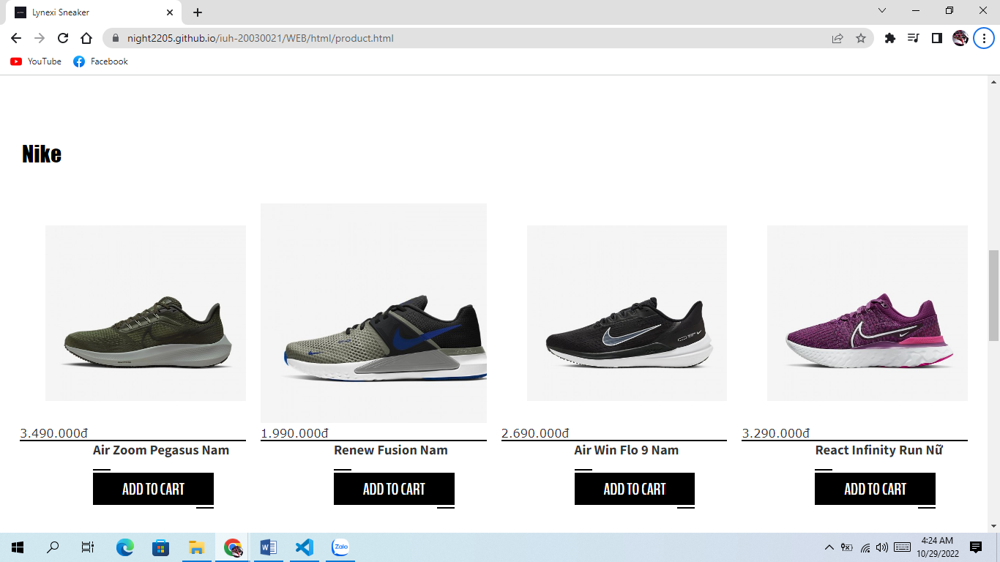 Lynexi Sneaker
night2205.github.io/iuh-20030021/WEB/html/product.html
YouTube Facebook
Nike
3.490.000đ 1.990.000đ 2.690.000đ 3.290.000đ
Air Zoom Pegasus Nam Renew Fusion Nam Air Win Flo 9 Nam React Infinity Run Nữ
ADD TO CART ADD TO CART ADD TO CART ADD TO CART
Zalo
4:24 AM
10/29/2022